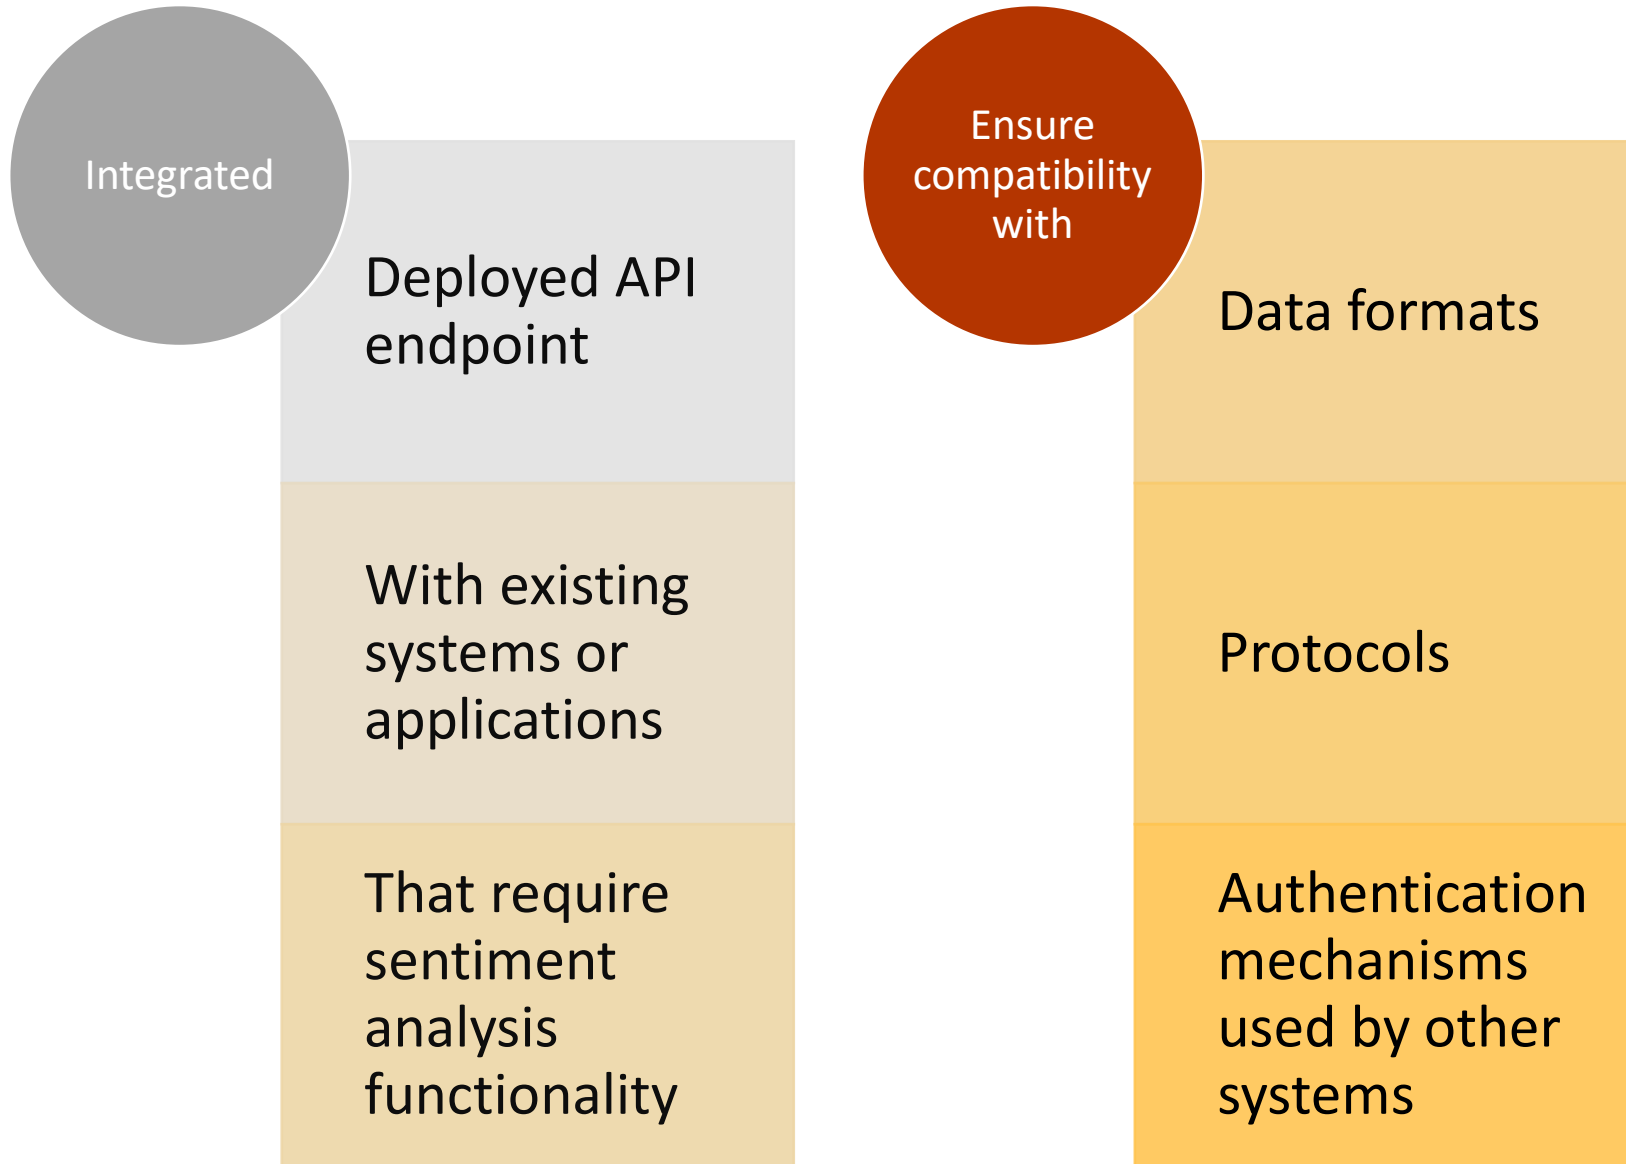 Integrated
Deployed API
endpoint
With existing
systems or
applications
That require
sentiment
analysis
functionality
Ensure
compatibility
with
Data formats
Protocols
Authentication
mechanisms
used by other
systems